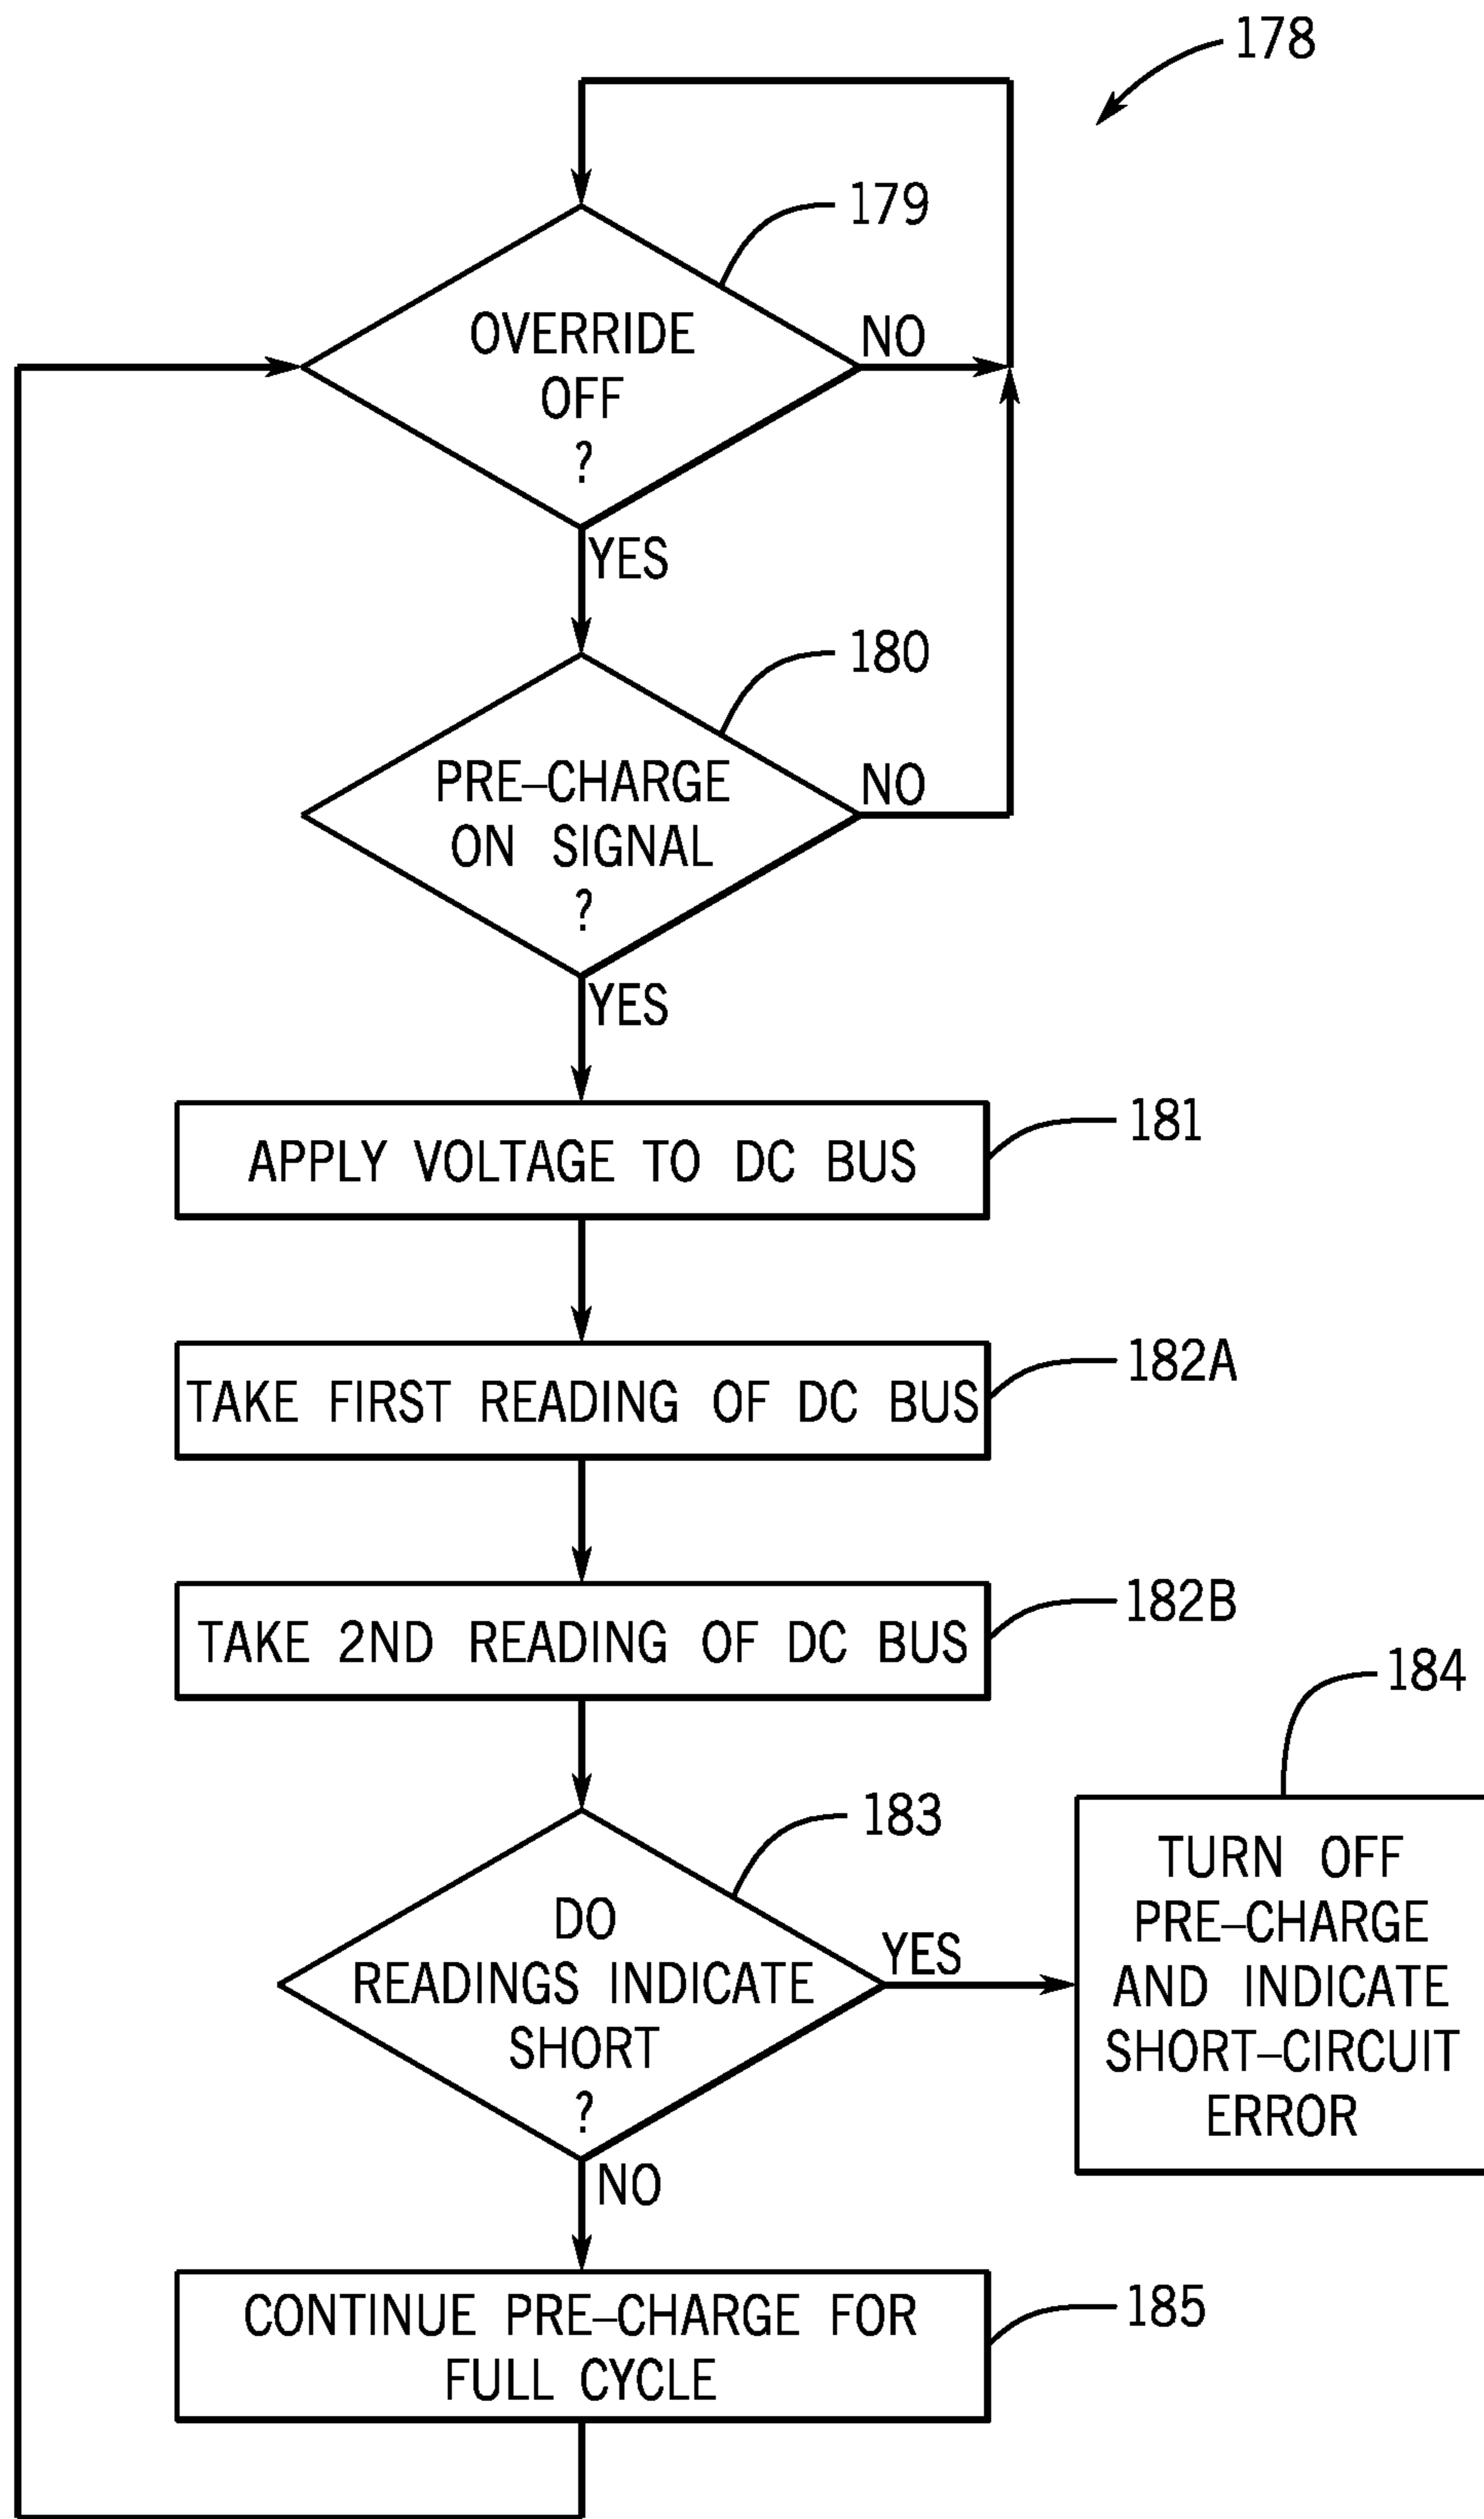 178
179
OVERRIDE
OFF
?
NO
YES
180
PRE-CHARGE
ON SIGNAL
?
NO
YES
APPLY VOLTAGE TO DC BUS
181
TAKE FIRST READING OF DC BUS
182A
TAKE 2ND READING OF DC BUS
182B
183
DO
READINGS INDICATE
SHORT
?
YES
NO
184
TURN OFF
PRE-CHARGE
AND INDICATE
SHORT-CIRCUIT
ERROR
CONTINUE PRE-CHARGE FOR
FULL CYCLE
185